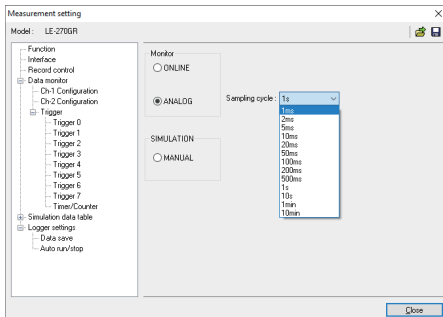 Measurement setting
Model : LE-270GR
Function
Interface
Record control
Data monitor
Ch-1 Configuration
Ch-2 Configuration
Trigger
Trigger 0
Trigger 1
Trigger 2
Trigger 3
Trigger 4
Trigger 5
Trigger 6
Trigger 7
Timer/Counter
Simulation data table
Logger settings
Data save
Auto run/stop
Monitor
ONLINE
ANALOG
SIMULATION
MANUAL
Sampling cycle : 1s
1ms
2ms
5ms
10ms
20ms
50ms
100ms
200ms
500ms
1s
10s
1min
10min
Close